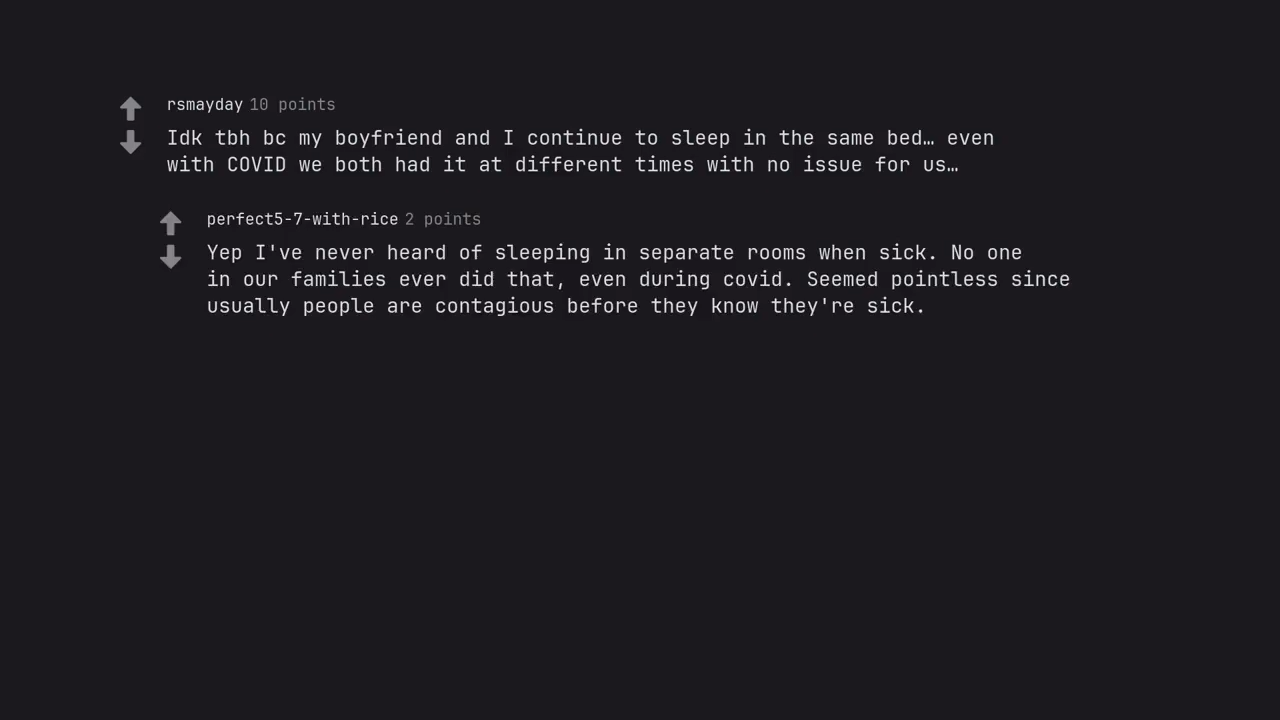 rsmayday 10 points
Idk tbh bc my boyfriend and I continue to sleep in the same bed… even
with COVID we both had it at different times with no issue for us…
perfect5-7-with-rice 2 points
Yep I've never heard of sleeping in separate rooms when sick. No one
in our families ever did that, even during covid. Seemed pointless since
usually people are contagious before they know they're sick.